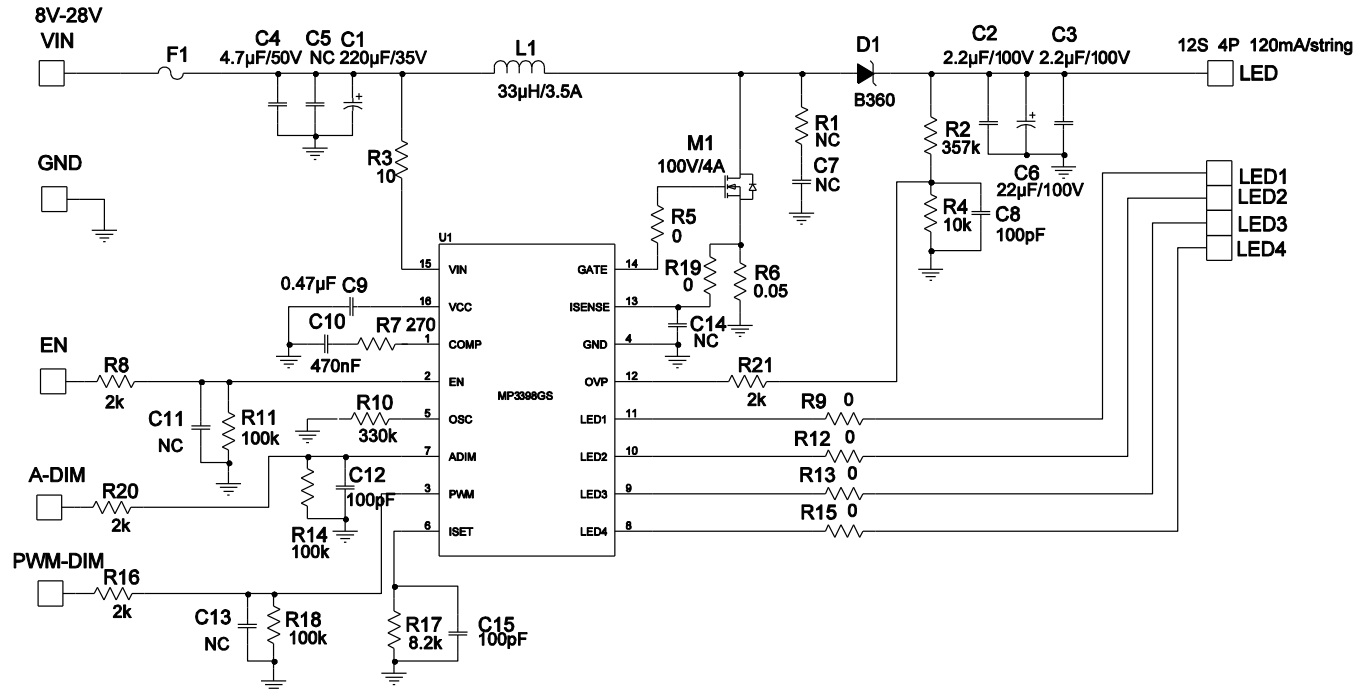 8V-28V
VIN
F1
C4
4.7μF/50V
C5
NC
C1
220μF/35V
L1
33μH/3.5A
D1
B360
C2
2.2μF/100V
C3
2.2μF/100V
12S 4P 120mA/string
LED
R1
NC
C7
NC
R2
357k
C6
22μF/100V
GND
R3
10
M1
100V/4A
R5
0
R4
10k
C8
100pF
LED1
LED2
LED3
LED4
U1
R19
0
R6
0.05
15 VIN
GATE 14
0.47μF C9
16 VCC
ISENSE 13
C14
NC
C10
470nF
R7 270
1 COMP
GND 4
EN
R8
2k
2 EN
OVP 12
R21
2k
MP3398GS
C11
NC
R11
100k
R10
330k
5 OSC
LED1 11
R9 0
7 ADIM
LED2 10
R12 0
A-DIM
R20
2k
R14
100k
C12
100pF
3 PWM
LED3 9
R13 0
6 ISET
LED4 8
R15 0
PWM-DIM
R16
2k
C13
NC
R18
100k
R17
8.2k
C15
100pF